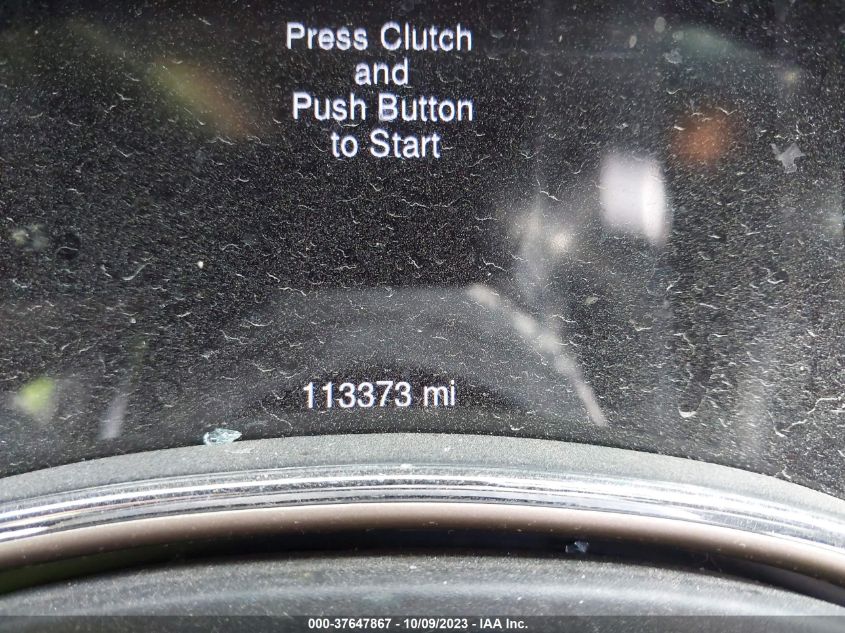 Press Clutch
and
Push Button
to Start
113373 mi
000-37647867 - 10/09/2023 - IAA Inc.